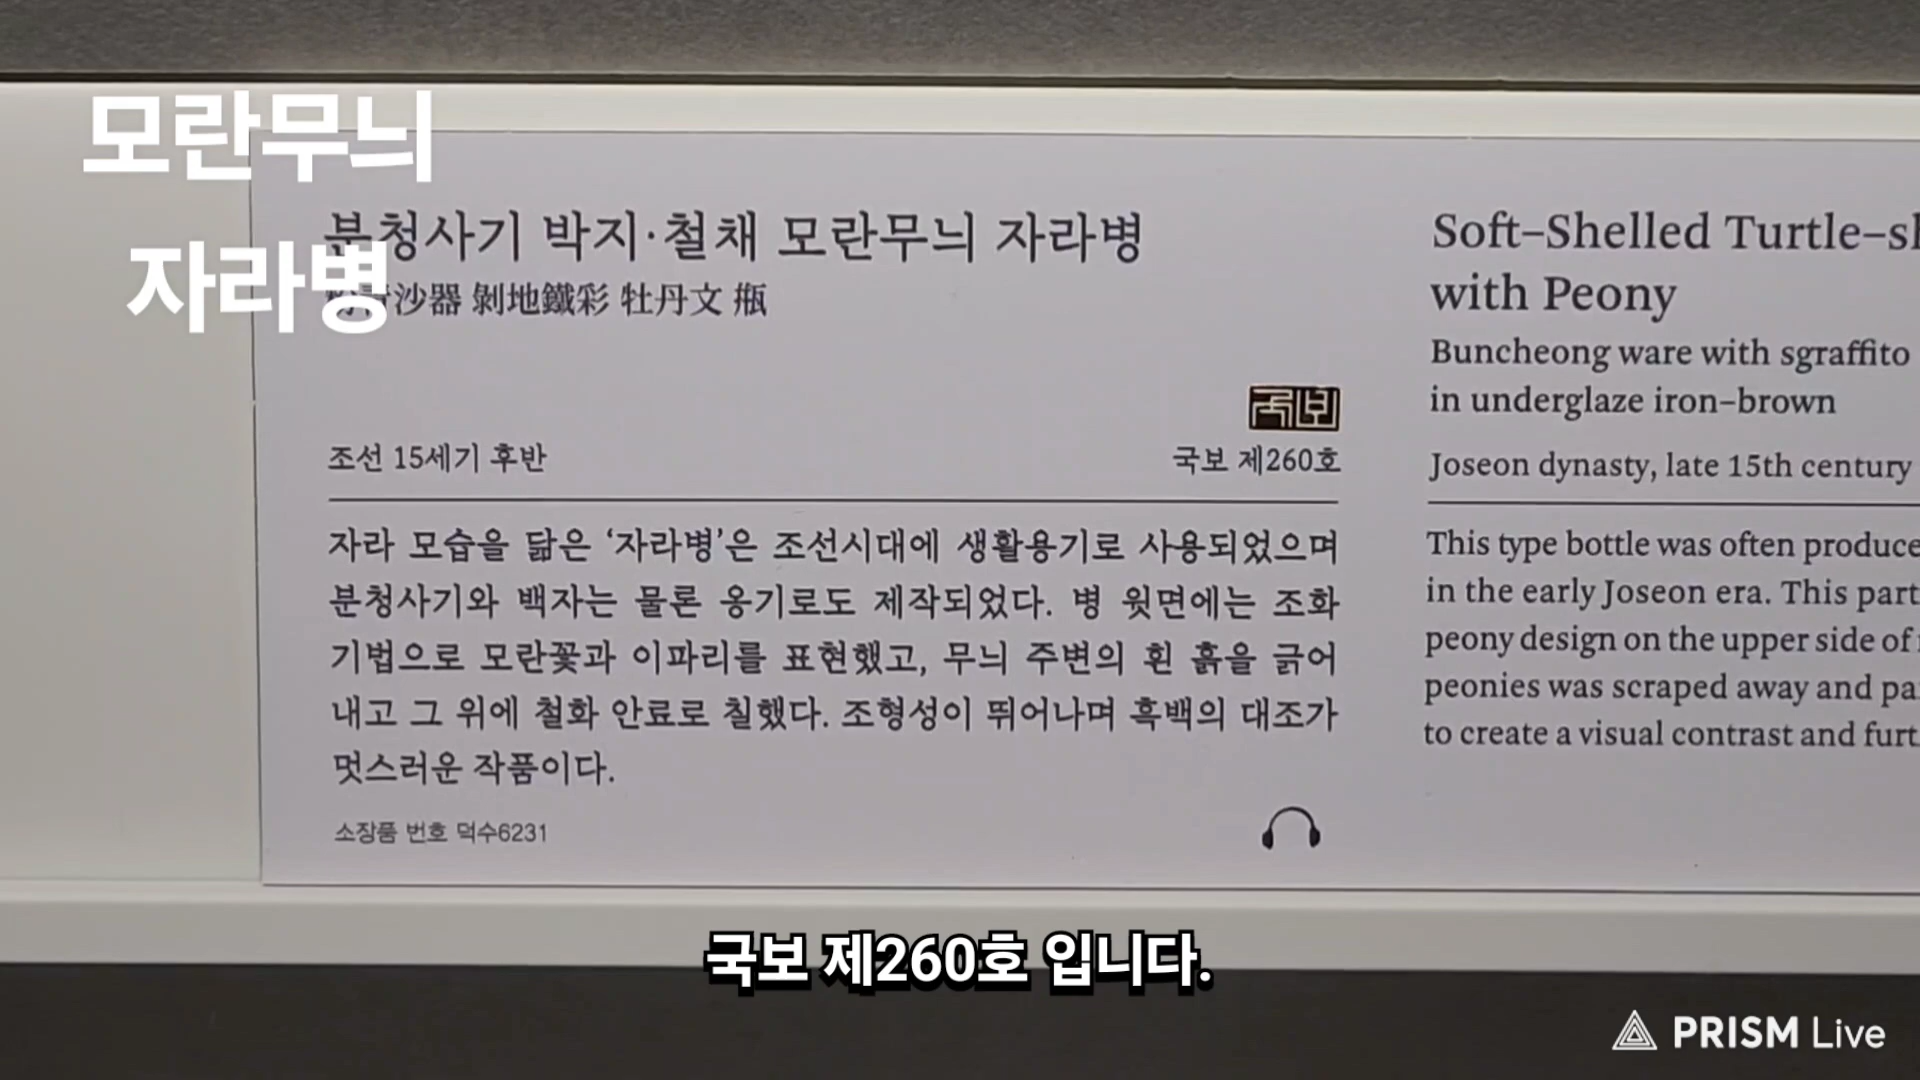 모란무늬
자라병
분청사기 박지·철채 모란무늬 자라병
沙器 剝地鐵彩 牡丹文 甁
국보
조선 15세기 후반
국보 제260호
자라 모습을 닮은 ‘자라병’은 조선시대에 생활용기로 사용되었으며
분청사기와 백자는 물론 옹기로도 제작되었다. 병 윗면에는 조화
기법으로 모란꽃과 이파리를 표현했고, 무늬 주변의 흰 흙을 긁어
내고 그 위에 철화 안료로 칠했다. 조형성이 뛰어나며 흑백의 대조가
멋스러운 작품이다.
소장품 번호 덕수6231
Soft-Shelled
with Peony
Buncheong ware with sgraffito
in underglaze iron-brown
Joseon dynasty, late 15th century
This type bottle was often
in the early Joseon era. This
peony design on the upper side of
peonies was scraped away and
to create a visual contrast and
국보 제260호 입니다.
PRISM Live